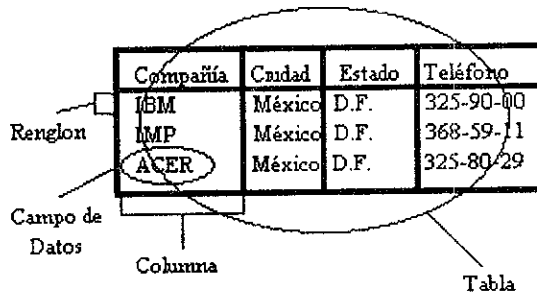 Compañía Ciudad Estado Teléfono
IBM México D.F. 325-90-00
IMP México D.F. 368-59-11
ACER México D.F. 325-80-29
Renglon
Campo de
Datos
Columna
Tabla